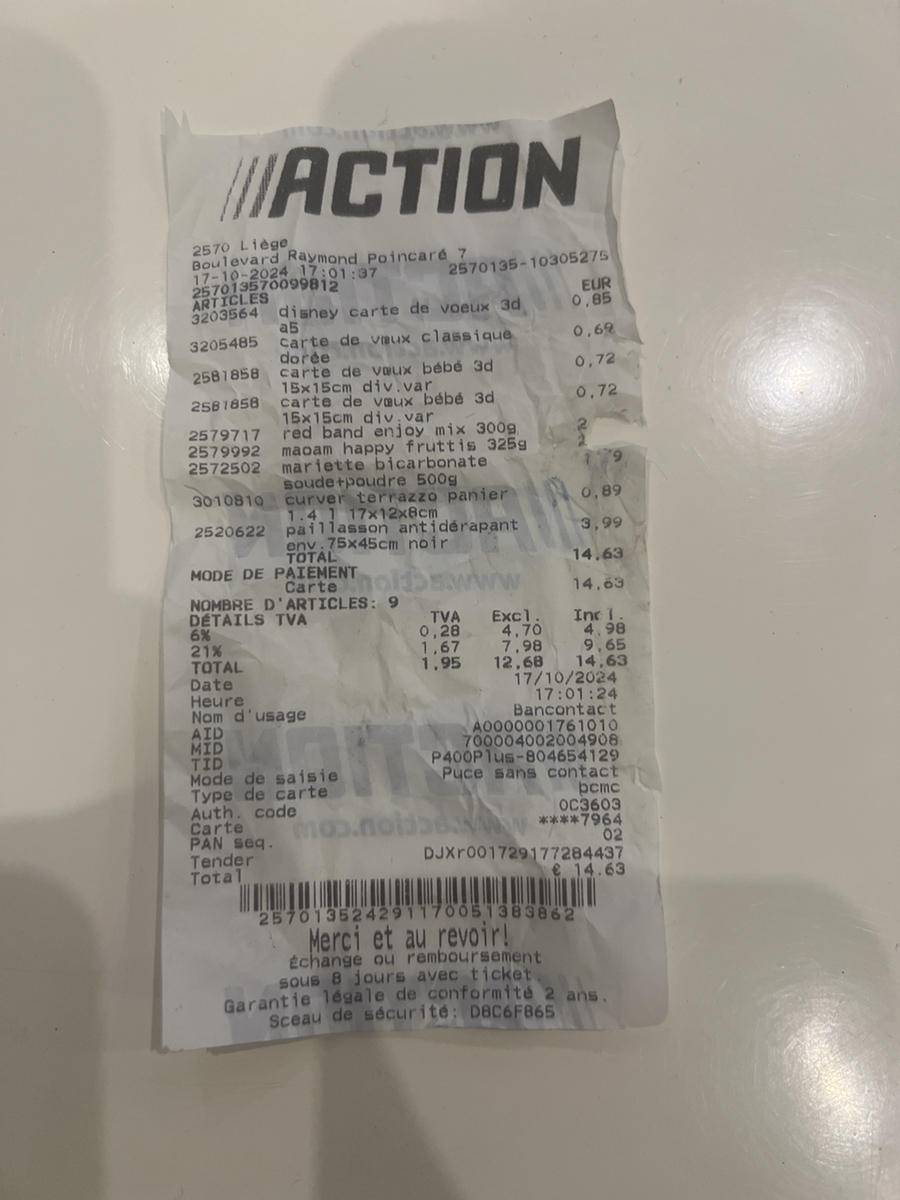 ACTION
2570 Liège
Boulevard Raymond Poincaré 7
17-10-2024 17:01:37 2570135-10305275
257013570099812
ARTICLES EUR
3203564 disney carte de voeux 3d 0,85
a5
3205485 carte de vœux classique 0,69
dorée
2581858 carte de vœux bébé 3d 0,72
15x15cm div.var
2581858 carte de vœux bébé 3d 0,72
15x15cm div.var
2579717 red band enjoy mix 300g
2579992 maoam happy fruttis 325g
2572502 mariette bicarbonate
soude+poudre 500g
3010810 curver terrazzo panier 0,89
1.4 l 17x12x8cm
2520622 paillasson antidérapant 3,99
env.75x45cm noir
TOTAL 14,63
MODE DE PAIEMENT
Carte 14,63
NOMBRE D'ARTICLES: 9
DÉTAILS TVA TVA Excl. Incl.
6% 0,28 4,70 4,98
21% 1,67 7,98 9,65
TOTAL 1,95 12,68 14,63
Date 17/10/2024
Heure 17:01:24
Nom d'usage Bancontact
AID A0000001761010
MID 700004002004908
TID P400Plus-804654129
Mode de saisie Puce sans contact
Type de carte bcmc
Auth. code 0C3603
Carte ****7964
PAN seq. 02
Tender DJXr001729177284437
Total € 14.63
257013524291170051383862
Merci et au revoir!
Échange ou remboursement
sous 8 jours avec ticket.
Garantie légale de conformité 2 ans.
Sceau de sécurité: D8C6F865